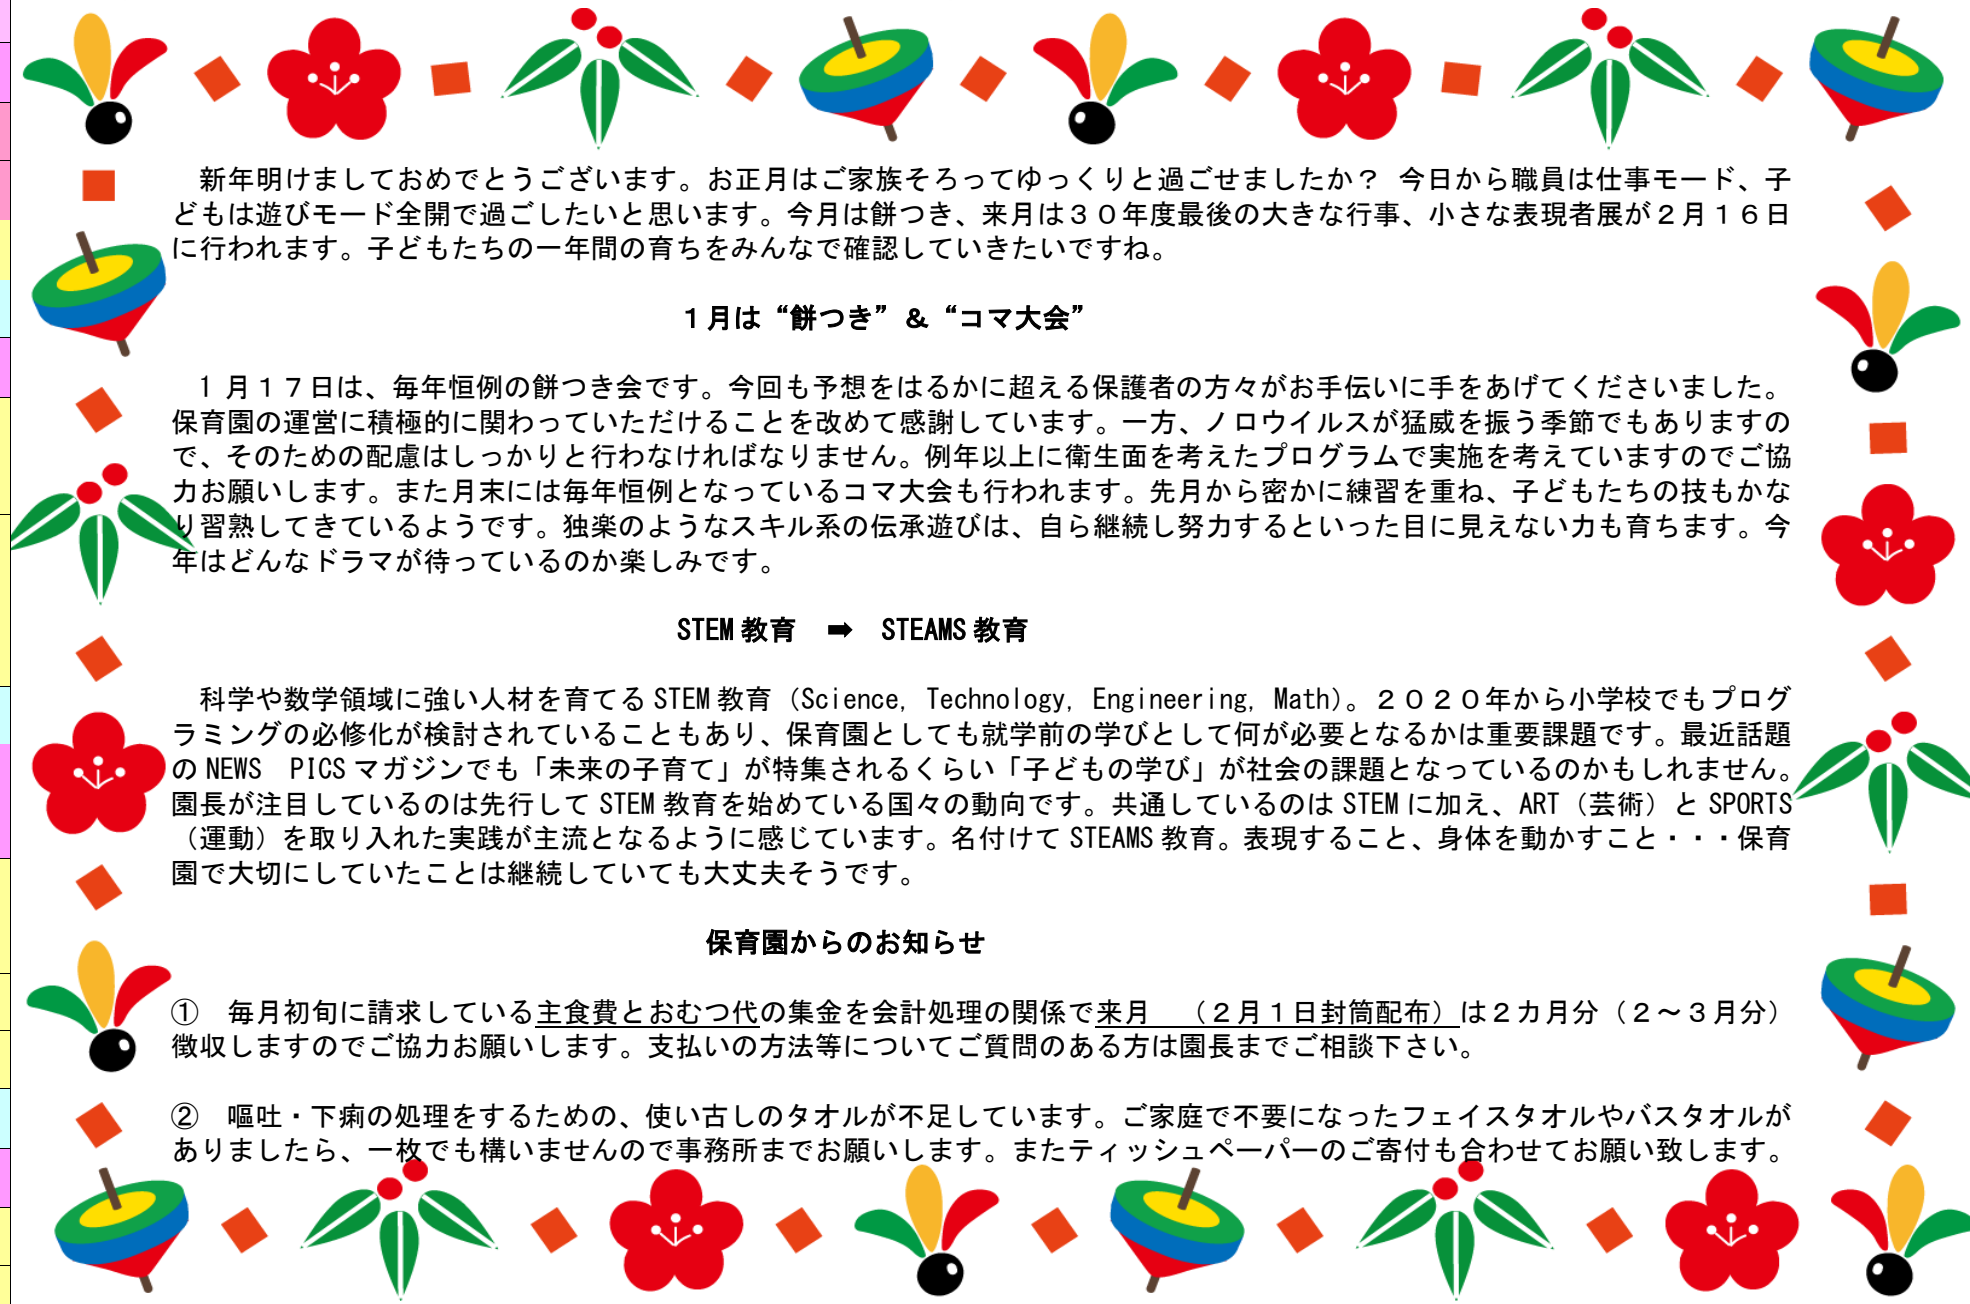 新年明けましておめでとうございます。お正月はご家族そろってゆっくりと過ごせましたか？ 今日から職員は仕事モード、子
どもは遊びモード全開で過ごしたいと思います。今月は餅つき、来月は３０年度最後の大きな行事、小さな表現者展が２月１６日
に行われます。子どもたちの一年間の育ちをみんなで確認していきたいですね。
１月は“餅つき”＆“コマ大会”
１月１７日は、毎年恒例の餅つき会です。今回も予想をはるかに超える保護者の方々がお手伝いに手をあげてくださいました。
保育園の運営に積極的に関わっていただけることを改めて感謝しています。一方、ノロウイルスが猛威を振う季節でもありますの
で、そのための配慮はしっかりと行わなければなりません。例年以上に衛生面を考えたプログラムで実施を考えていますのでご協
力お願いします。また月末には毎年恒例となっているコマ大会も行われます。先月から密かに練習を重ね、子どもたちの技もかな
り習熟してきているようです。独楽のようなスキル系の伝承遊びは、自ら継続し努力するといった目に見えない力も育ちます。今
年はどんなドラマが待っているのか楽しみです。
STEM教育　➡　STEAMS教育
科学や数学領域に強い人材を育てるSTEM教育（Science, Technology, Engineering, Math）。２０２０年から小学校でもプログ
ラミングの必修化が検討されていることもあり、保育園としても就学前の学びとして何が必要となるかは重要課題です。最近話題
のNEWS　PICSマガジンでも「未来の子育て」が特集されるくらい「子どもの学び」が社会の課題となっているのかもしれません。
園長が注目しているのは先行してSTEM教育を始めている国々の動向です。共通しているのはSTEMに加え、ART（芸術）とSPORTS
（運動）を取り入れた実践が主流となるように感じています。名付けてSTEAMS教育。表現すること、身体を動かすこと・・・保育
園で大切にしていたことは継続していても大丈夫そうです。
保育園からのお知らせ
①　毎月初旬に請求している主食費とおむつ代の集金を会計処理の関係で来月　（２月１日封筒配布）は２カ月分（２～３月分）
徴収しますのでご協力お願いします。支払いの方法等についてご質問のある方は園長までご相談下さい。
②　嘔吐・下痢の処理をするための、使い古しのタオルが不足しています。ご家庭で不要になったフェイスタオルやバスタオルが
ありましたら、一枚でも構いませんので事務所までお願いします。またティッシュペーパーのご寄付も合わせてお願い致します。